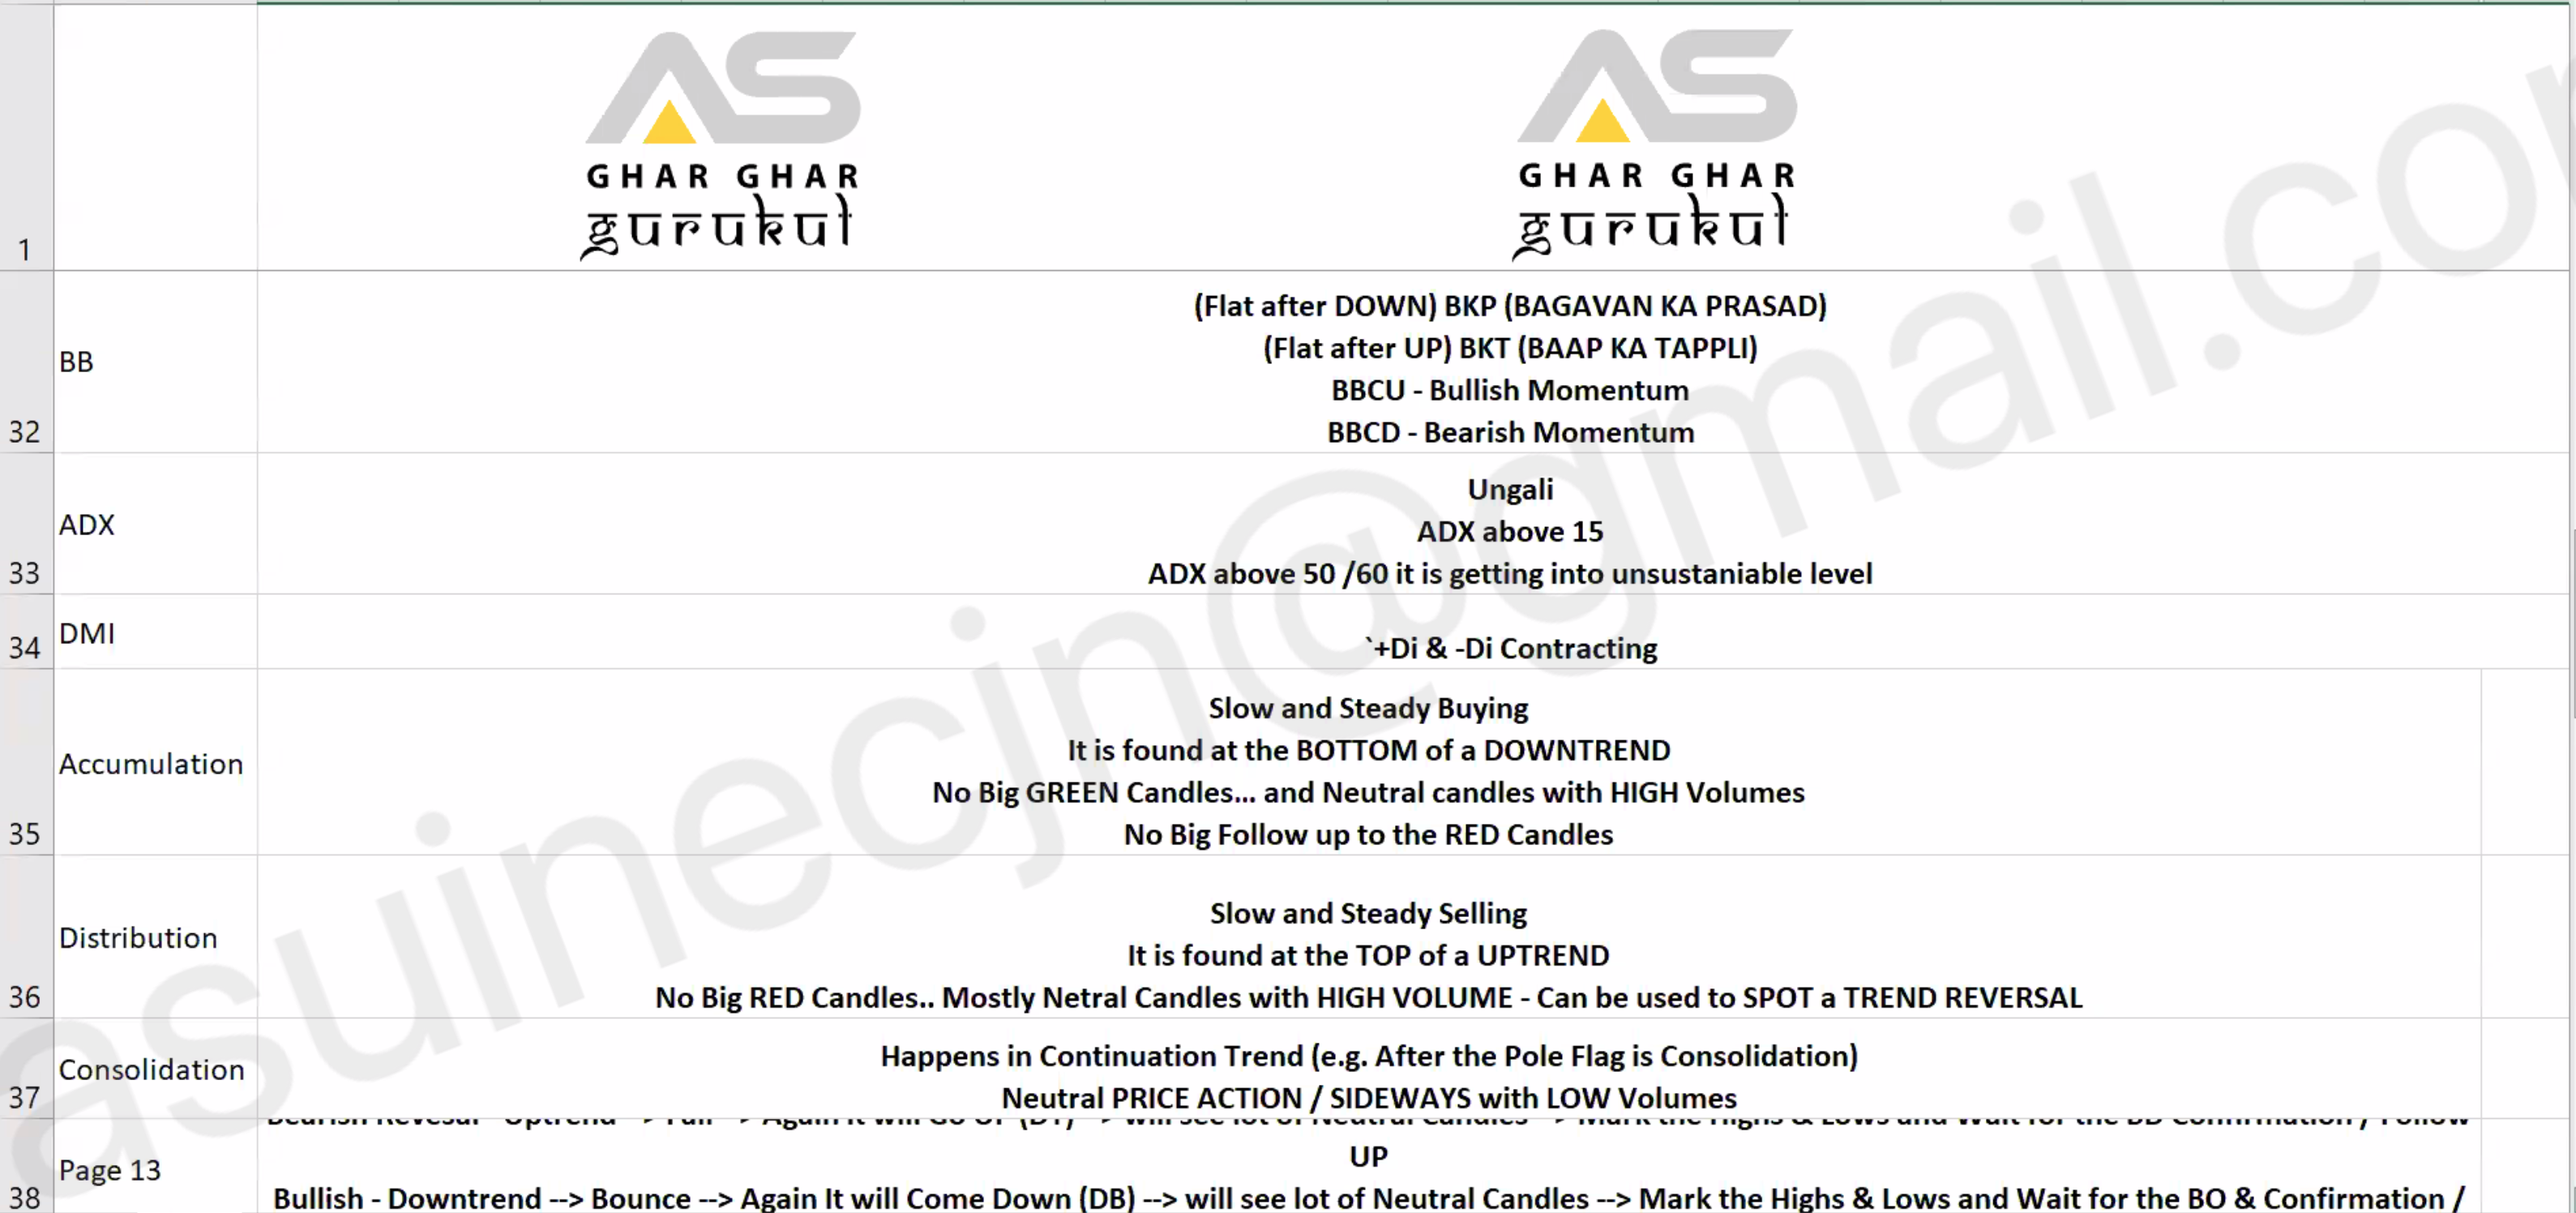 AS
GHAR GHAR
gurukul
AS
GHAR GHAR
gurukul
1
(Flat after DOWN) BKP (BAGAVAN KA PRASAD)
(Flat after UP) BKT (BAAP KA TAPPLI)
BB
BBCU - Bullish Momentum
BBCD - Bearish Momentum
32
Ungali
ADX
ADX above 15
ADX above 50 /60 it is getting into unsustaniable level
33
DMI
`+Di & -Di Contracting
34
Slow and Steady Buying
It is found at the BOTTOM of a DOWNTREND
Accumulation
No Big GREEN Candles... and Neutral candles with HIGH Volumes
No Big Follow up to the RED Candles
35
Slow and Steady Selling
Distribution
It is found at the TOP of a UPTREND
No Big RED Candles.. Mostly Netral Candles with HIGH VOLUME - Can be used to SPOT a TREND REVERSAL
36
Happens in Continuation Trend (e.g. After the Pole Flag is Consolidation)
Consolidation
Neutral PRICE ACTION / SIDEWAYS with LOW Volumes
37
UP
Page 13
Bullish - Downtrend --> Bounce --> Again It will Come Down (DB) --> will see lot of Neutral Candles --> Mark the Highs & Lows and Wait for the BO & Confirmation /
38
asuinecjn@gmail.co